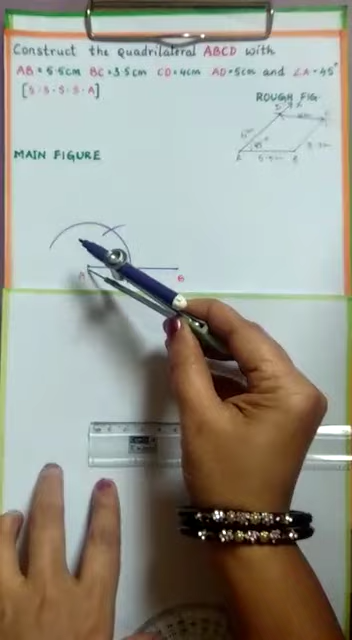 Construct the quadrilateral ABCD with
AB = 5.5cm BC = 3.5cm CD = 4cm AD = 5cm and ∠A = 45°
[S.S.S.S.A]
ROUGH FIG
MAIN FIGURE
45°
A
B
B